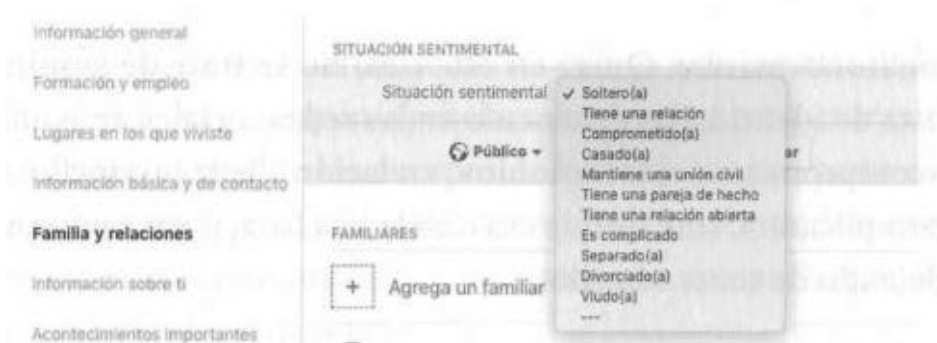 Información general
Formación y empleo
Lugares en los que viviste
Información básica y de contacto
Familia y relaciones
Información sobre ti
Acontecimientos importantes
SITUACIÓN SENTIMENTAL
Situación sentimental
✓ Soltero(a)
Tiene una relación
Comprometido(a)
Casado(a)
Mantiene una unión civil
Tiene una pareja de hecho
Tiene una relación abierta
Es complicado
Separado(a)
Divorciado(a)
Viudo(a)
---
Público
ar
FAMILIARES
+ Agrega un familiar